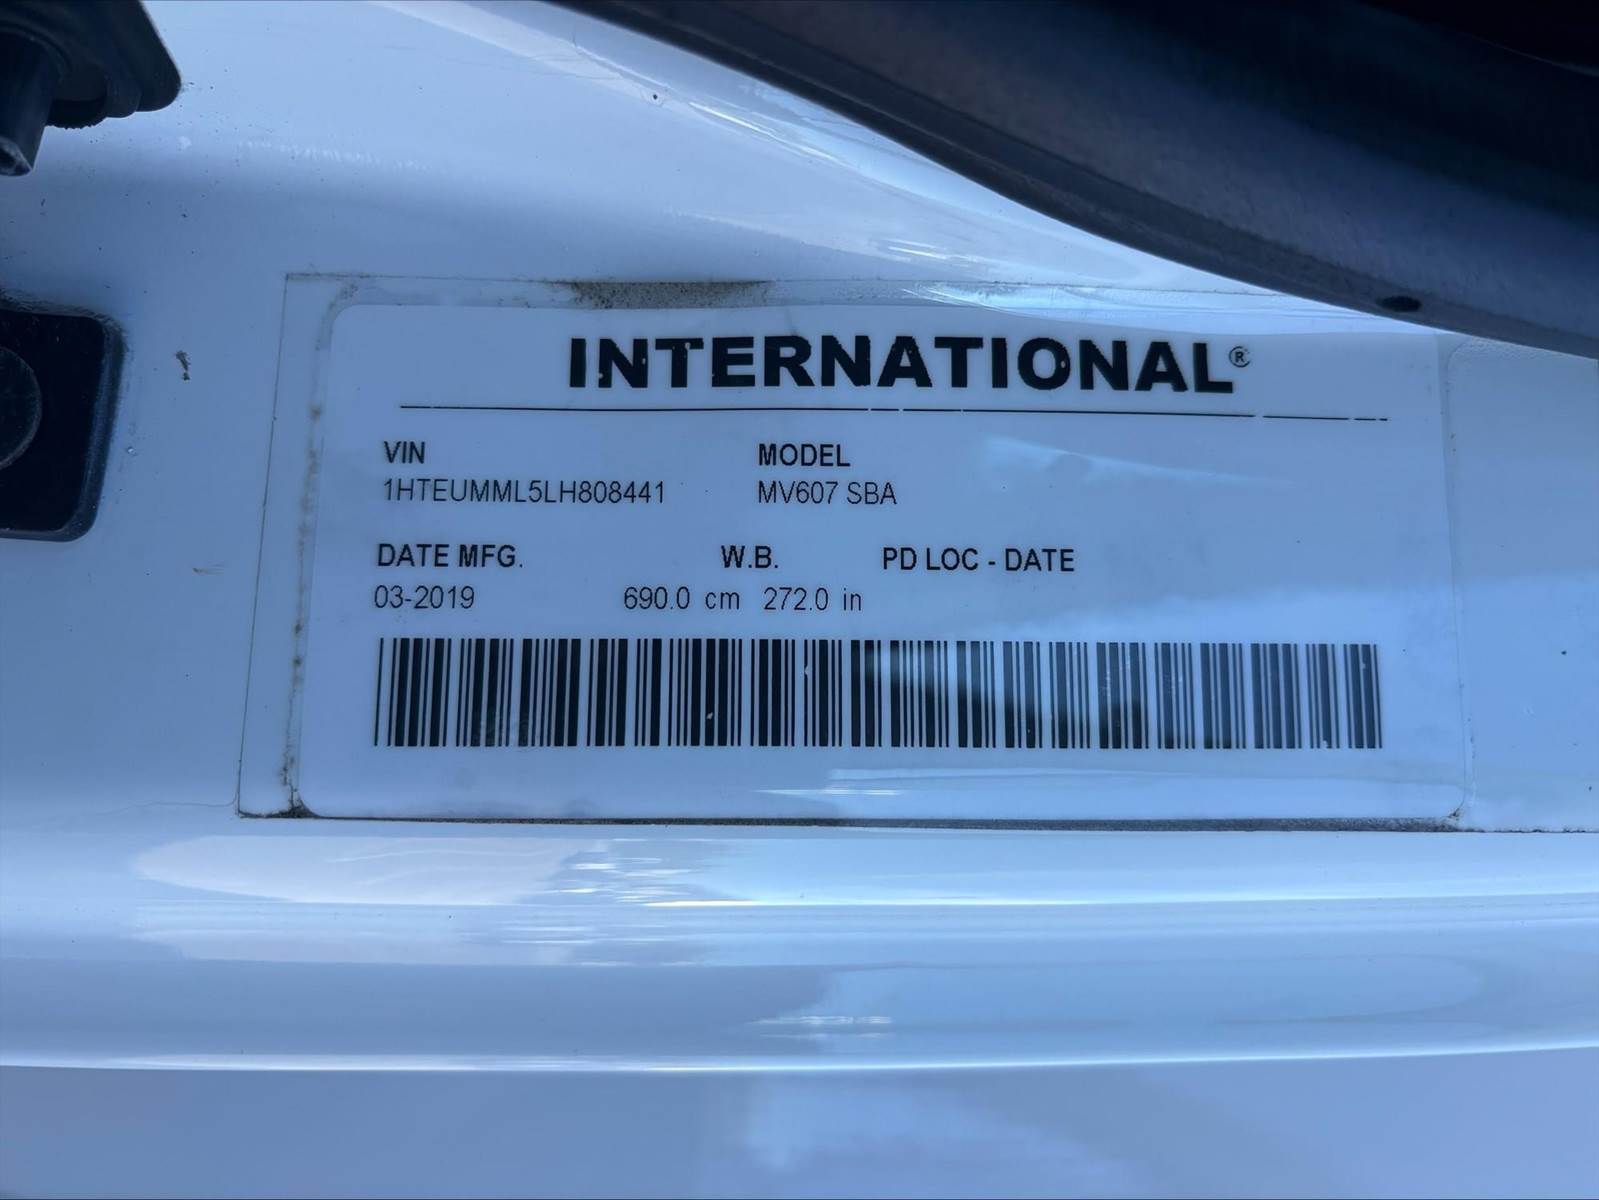 INTERNATIONAL®
VIN MODEL
1HTEUMML5LH808441 MV607 SBA
DATE MFG. W.B. PD LOC - DATE
03-2019 690.0 cm 272.0 in